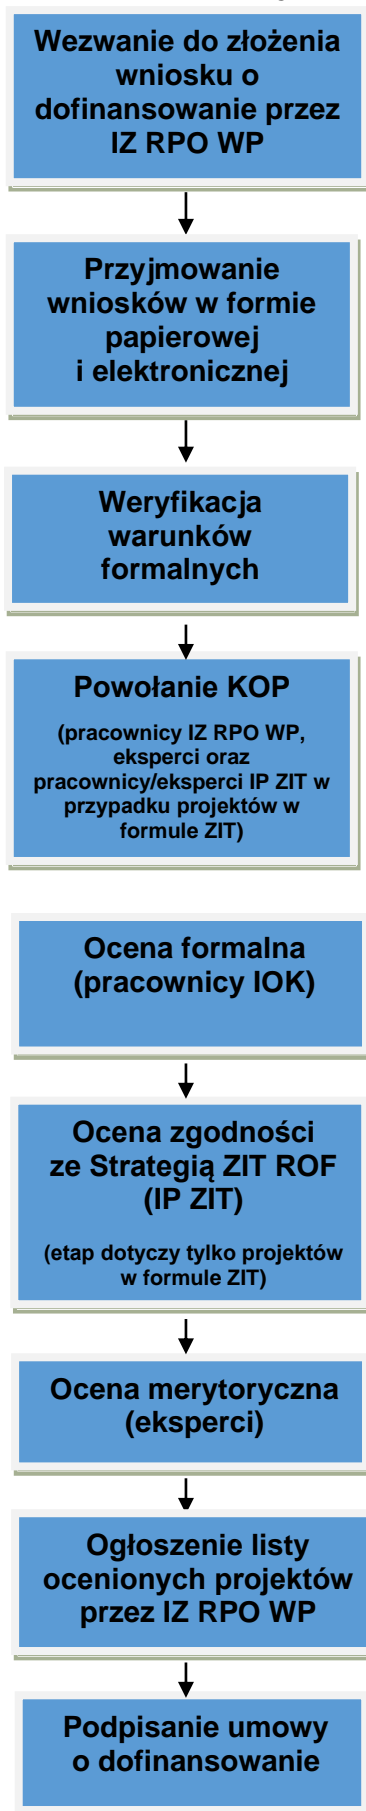 Wezwanie do złożenia
wniosku o
dofinansowanie przez
IZ RPO WP
Przyjmowanie
wniosków w formie
papierowej
i elektronicznej
Weryfikacja
warunków
formalnych
Powołanie KOP
(pracownicy IZ RPO WP,
eksperci oraz
pracownicy/eksperci IP ZIT w
przypadku projektów w
formule ZIT)
Ocena formalna
(pracownicy IOK)
Ocena zgodności
ze Strategią ZIT ROF
(IP ZIT)
(etap dotyczy tylko projektów
w formule ZIT)
Ocena merytoryczna
(eksperci)
Ogłoszenie listy
ocenionych projektów
przez IZ RPO WP
Podpisanie umowy
o dofinansowanie